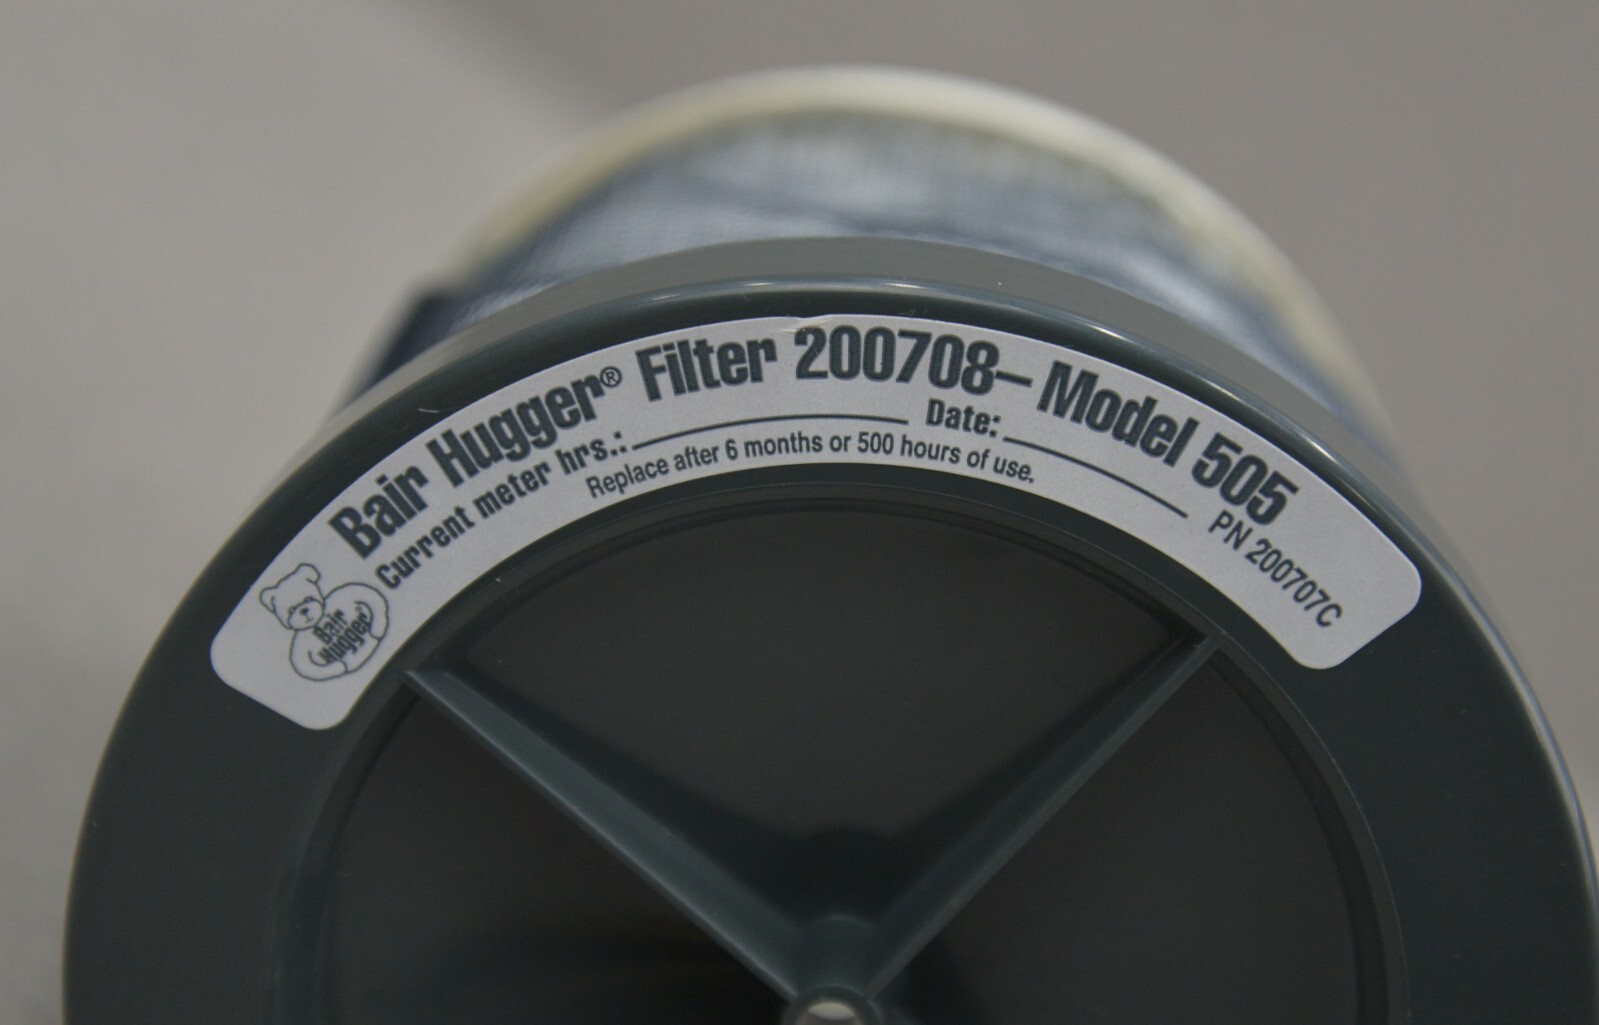 Bair Hugger® Filter 200708– Model 505
Current meter hrs.: Date:
Replace after 6 months or 500 hours of use.
PN 200707C
Bair
Hugger